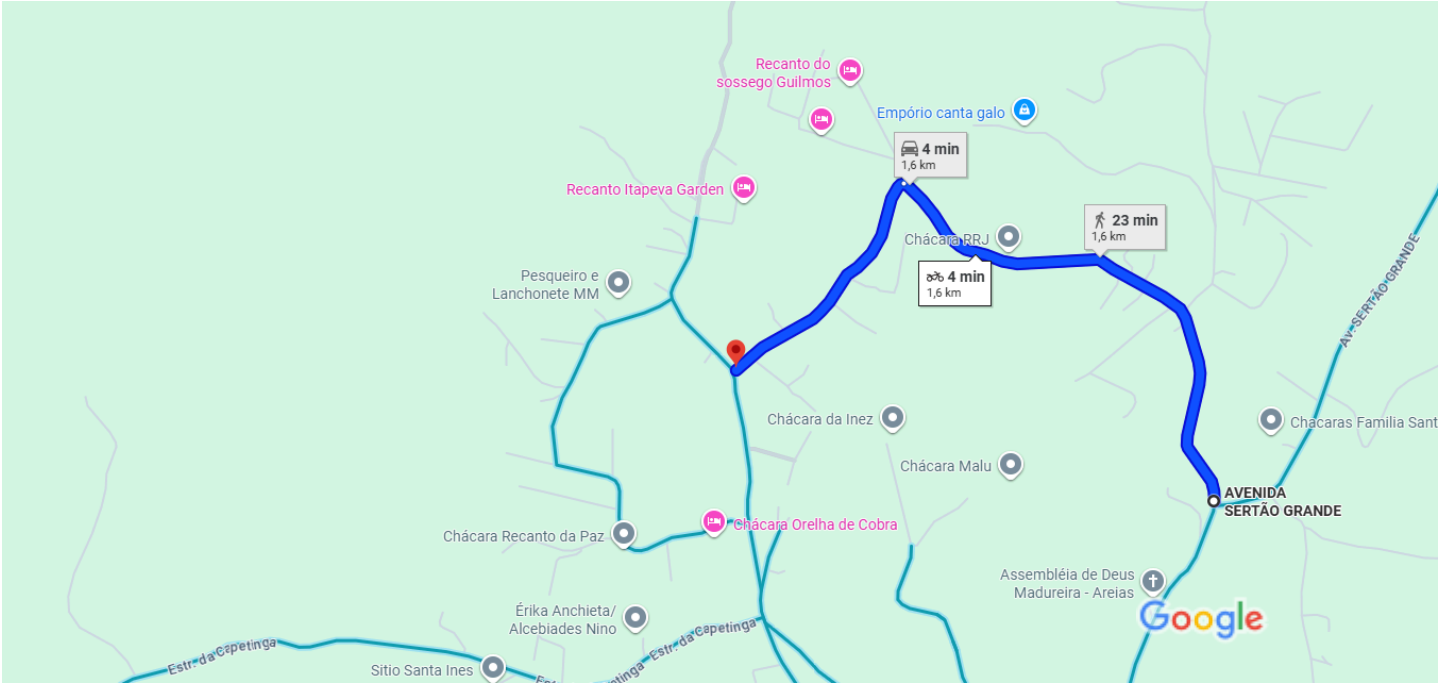 Recanto do
sossego Guilmos
Empório canta galo
4 min
1,6 km
Recanto Itapeva Garden
23 min
1,6 km
Chácara RRJ
4 min
1,6 km
Pesqueiro e
Lanchonete MM
Av. SERTÃO GRANDE
Chácara da Inez
Chacaras Familia Sant
Chácara Malu
AVENIDA
SERTÃO GRANDE
Chácara Orelha de Cobra
Chácara Recanto da Paz
Assembléia de Deus
Madureira - Areias
Érika Anchieta/
Alcebiades Nino
Google
Estr. da Capetinga
Estr. da Capetinga
Sitio Santa Ines